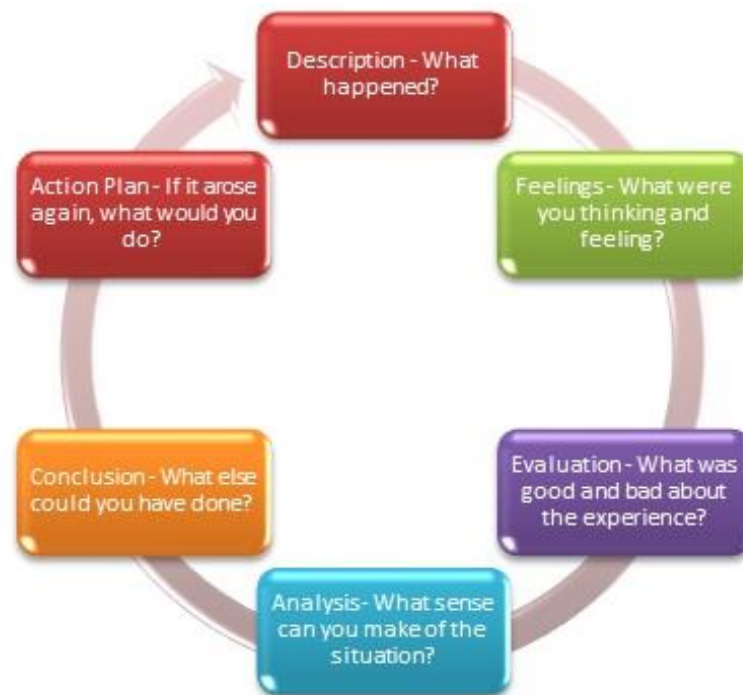 Description - What
happened?
Feelings - What were
you thinking and
feeling?
Evaluation - What was
good and bad about
the experience?
Analysis- What sense
can you make of the
situation?
Conclusion - What else
could you have done?
Action Plan - If it arose
again, what would you
do?